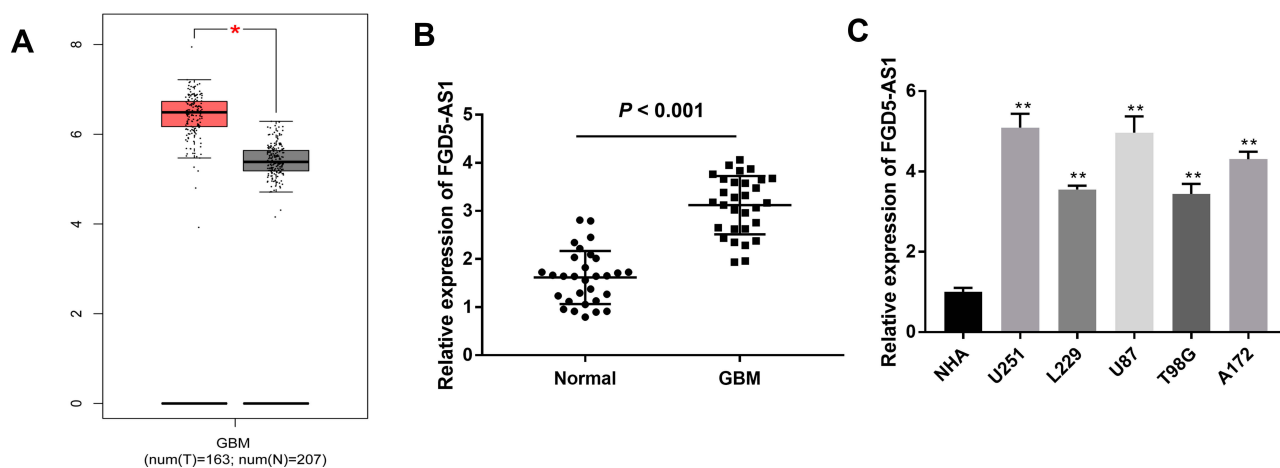 A
8
6
4
2
0
*
GBM
(num(T)=163; num(N)=207)
B
Relative expression of FGD5-AS1
5
4
3
2
1
0
P < 0.001
Normal
GBM
C
Relative expression of FGD5-AS1
6
4
2
0
**
**
**
**
**
NHA
U251
L229
U87
T98G
A172